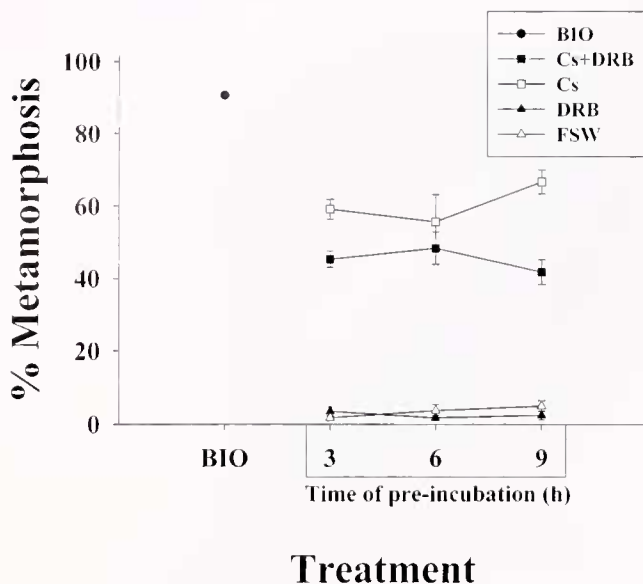 BIO
Cs+DRB
Cs
DRB
FSW
100
80
60
40
20
0
% Metamorphosis
BIO 3 6 9
Time of pre-incubation (h)
Treatment